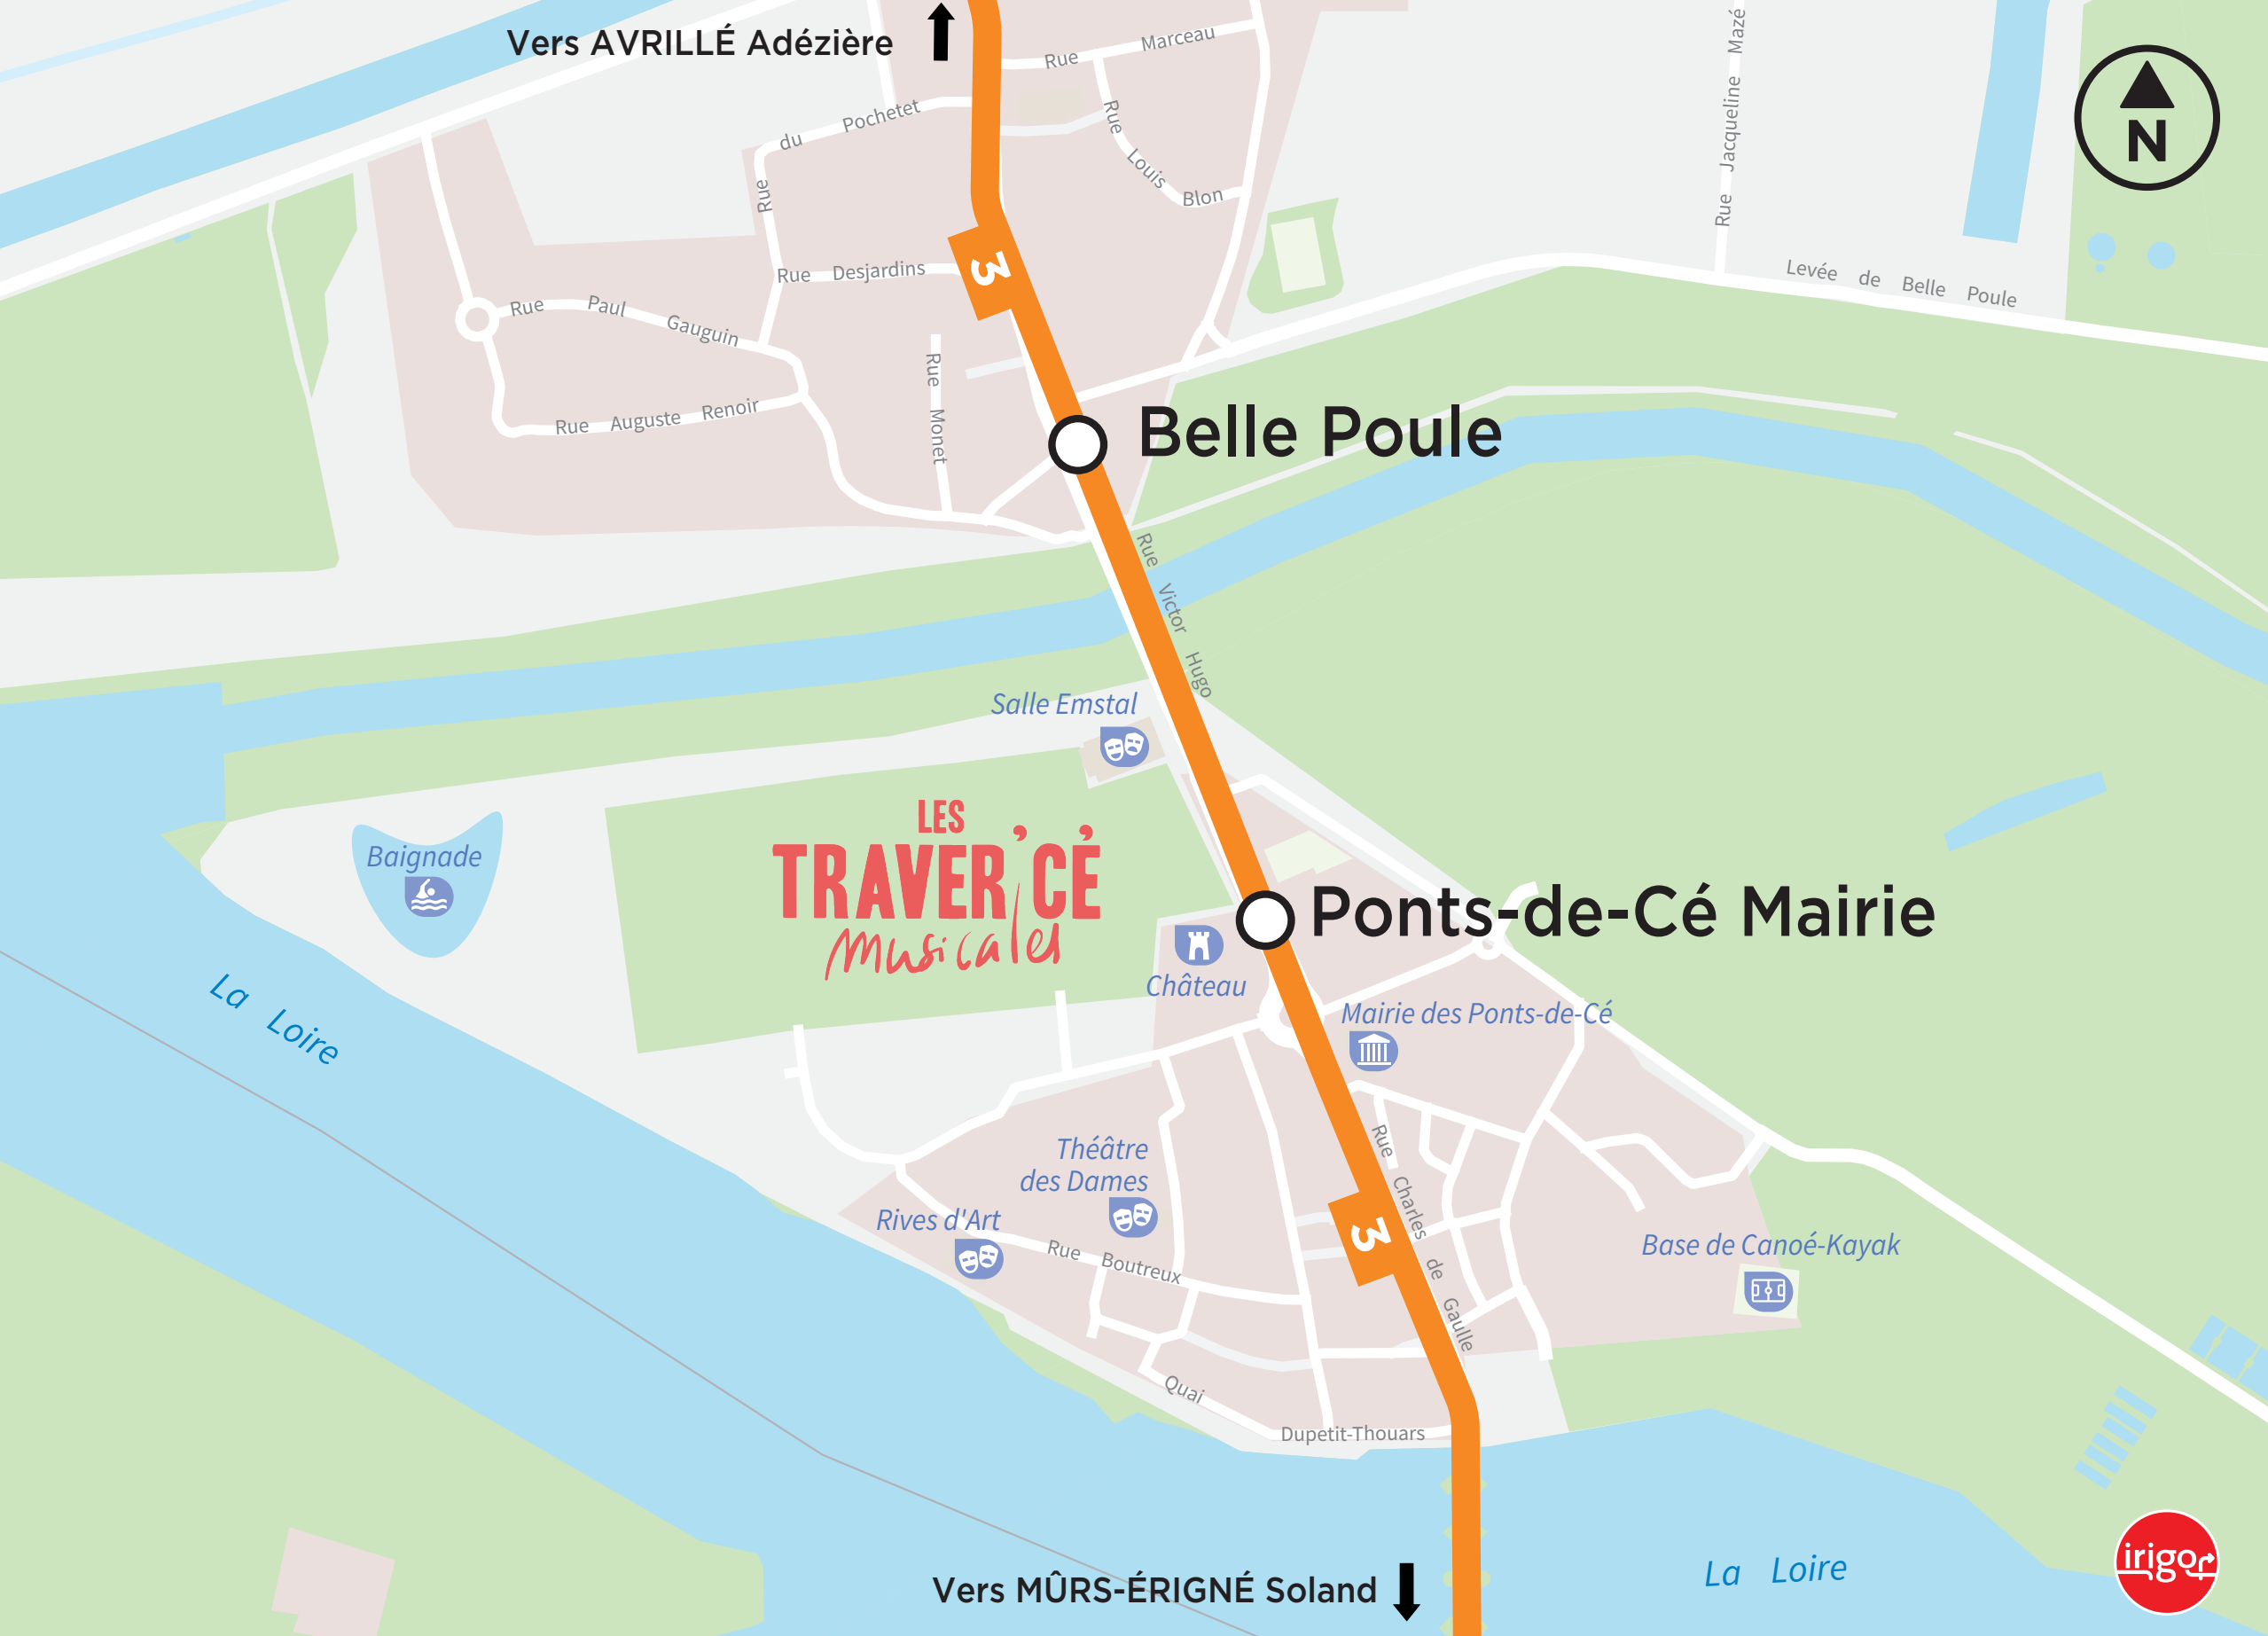 Vers AVRILLÉ Adézière
Rue Marceau
Rue Jacqueline Mazé
N
Rue du Pochetet
Rue Louis Blon
3
Rue Desjardins
Levée de Belle Poule
Rue Paul Gauguin
Rue Monet
Rue Auguste Renoir
Belle Poule
Rue Victor Hugo
Salle Emstal
LES
TRAVER'CÉ
Musicales
Baignade
Ponts-de-Cé Mairie
Château
La Loire
Mairie des Ponts-de-Cé
Théâtre
des Dames
Rives d'Art
Rue Boutreux
3
Rue Charles de Gaulle
Base de Canoé-Kayak
Quai Dupetit-Thouars
La Loire
Vers MÛRS-ÉRIGNÉ Soland
irigo